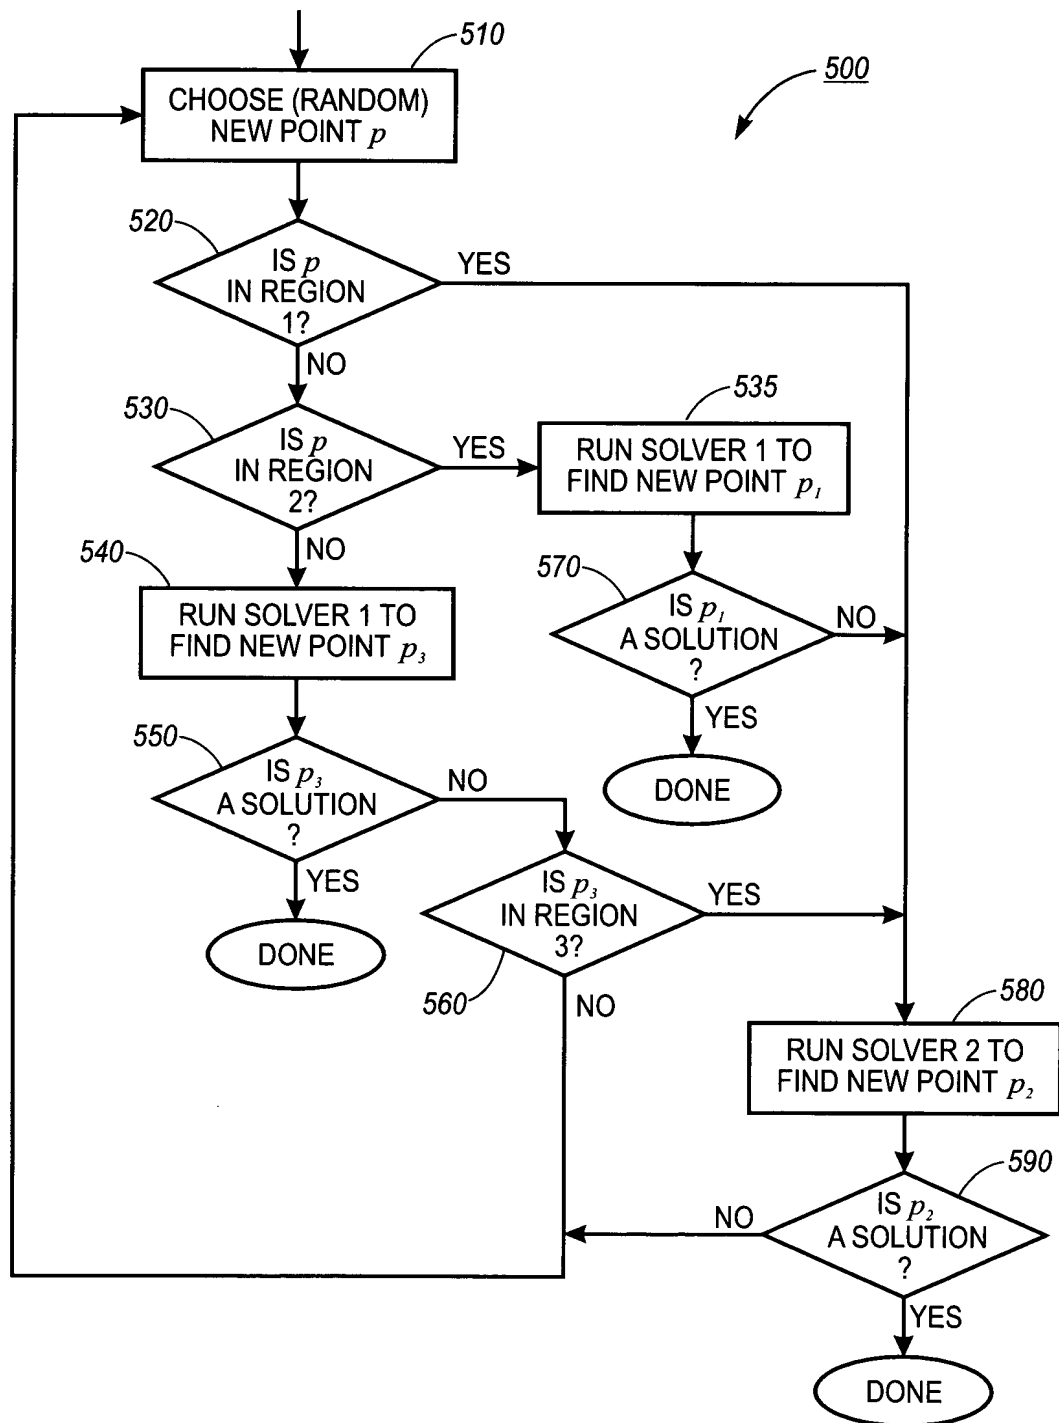 510
500
CHOOSE (RANDOM)
NEW POINT p
520
IS p
IN REGION
1?
YES
NO
530
IS p
IN REGION
2?
YES
535
RUN SOLVER 1 TO
FIND NEW POINT p₁
NO
540
RUN SOLVER 1 TO
FIND NEW POINT p₃
570
IS p₁
A SOLUTION
?
NO
YES
DONE
550
IS p₃
A SOLUTION
?
NO
YES
DONE
IS p₃
IN REGION
3?
YES
560
NO
580
RUN SOLVER 2 TO
FIND NEW POINT p₂
590
IS p₂
A SOLUTION
?
NO
YES
DONE